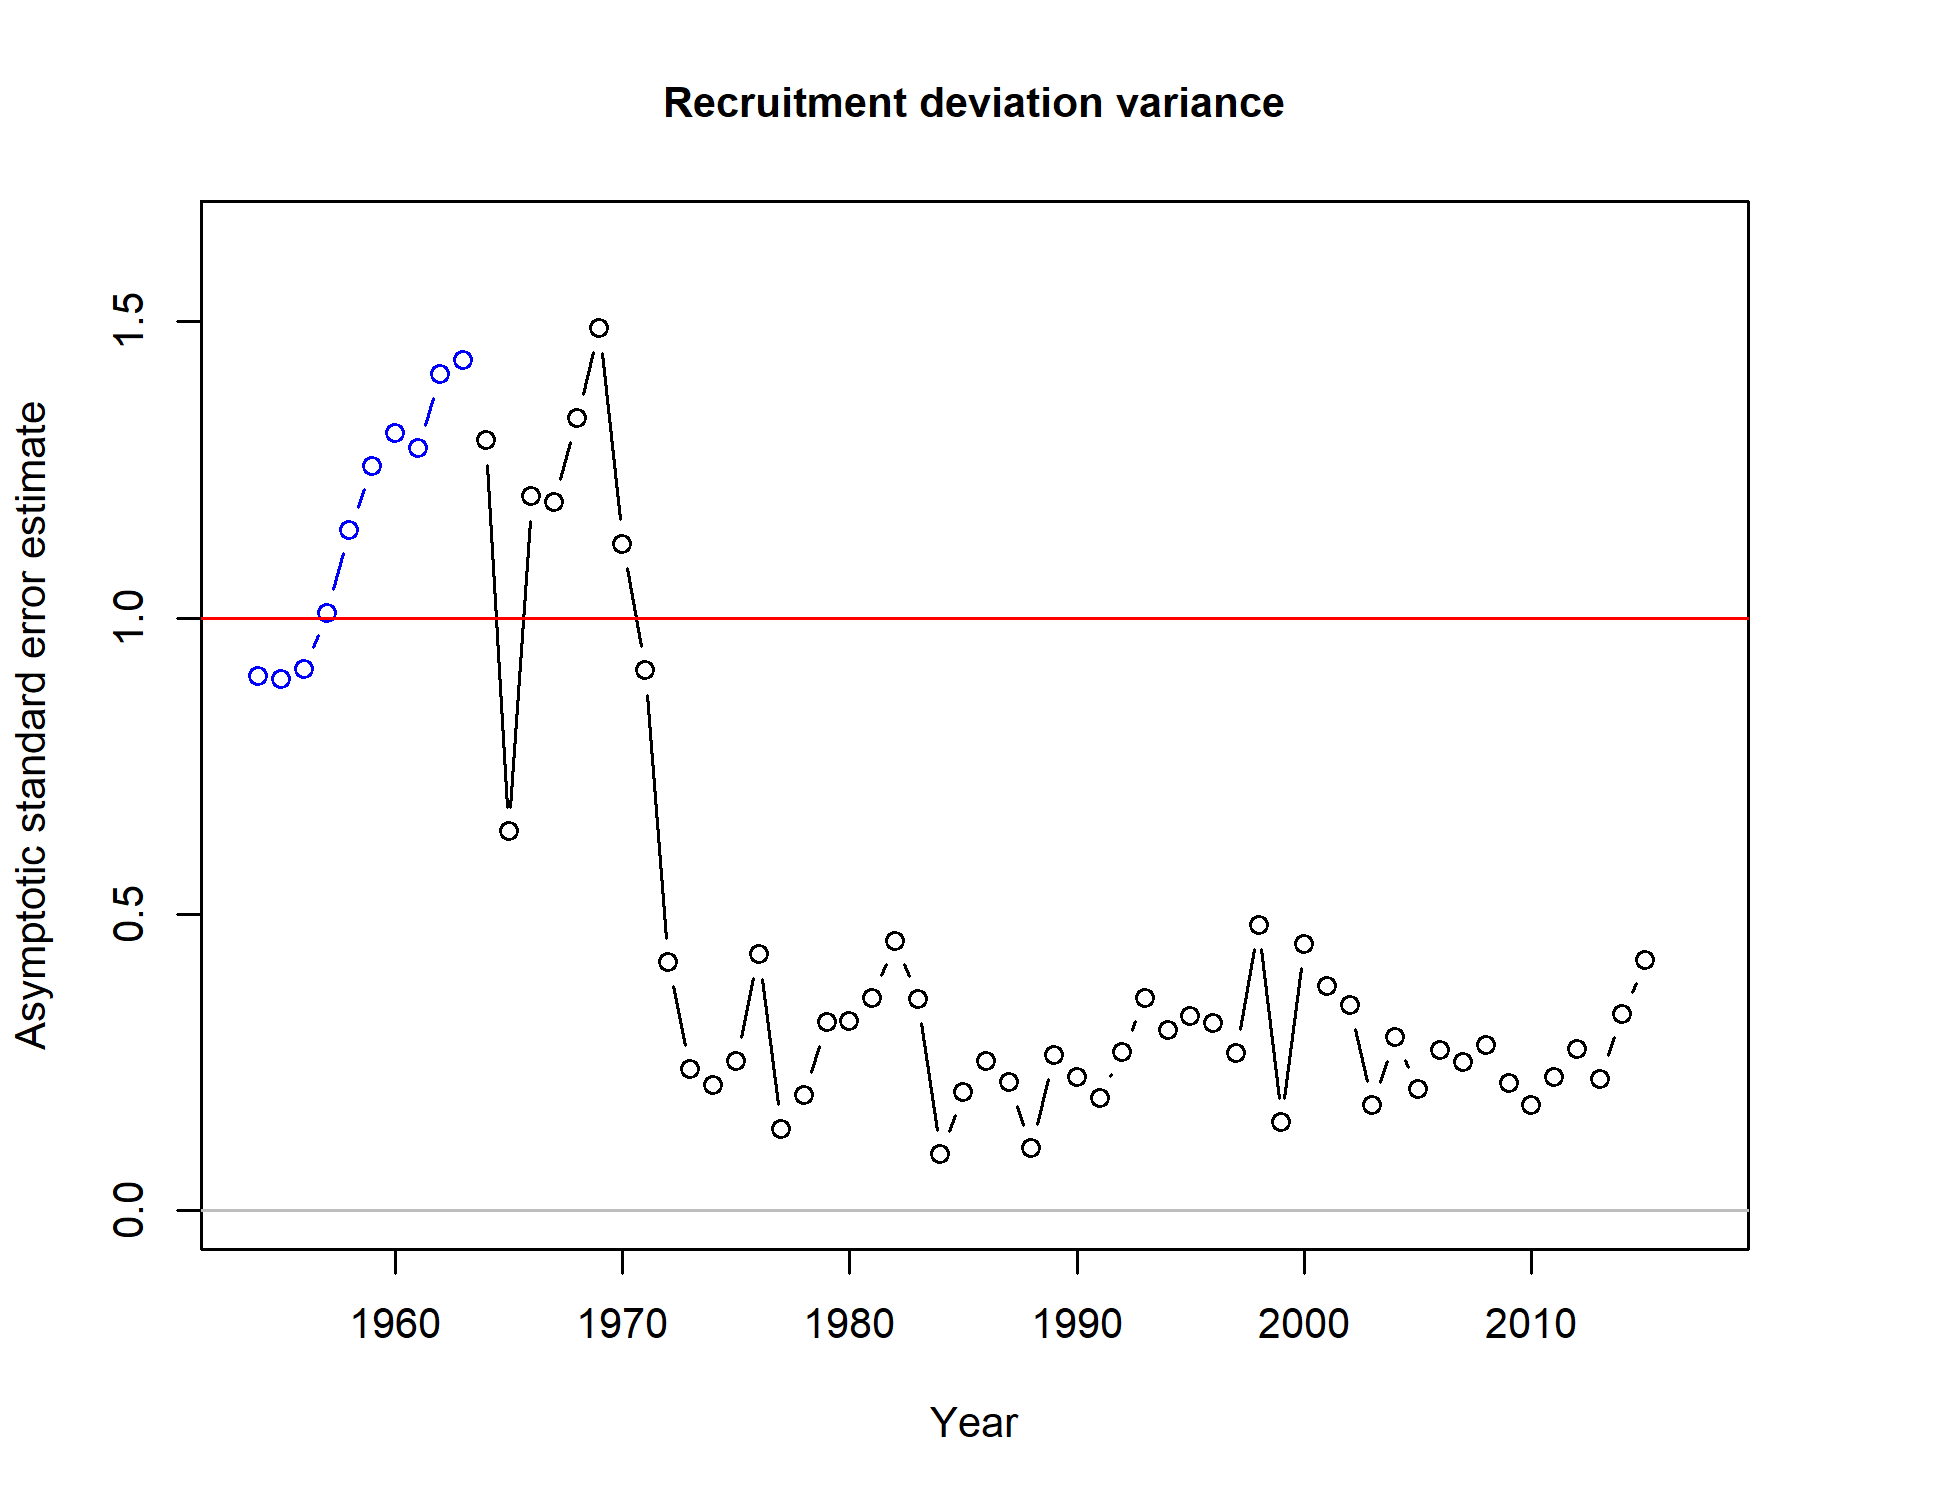 Recruitment deviation variance
Asymptotic standard error estimate
1.5
1.0
0.5
0.0
1960 1970 1980 1990 2000 2010
Year